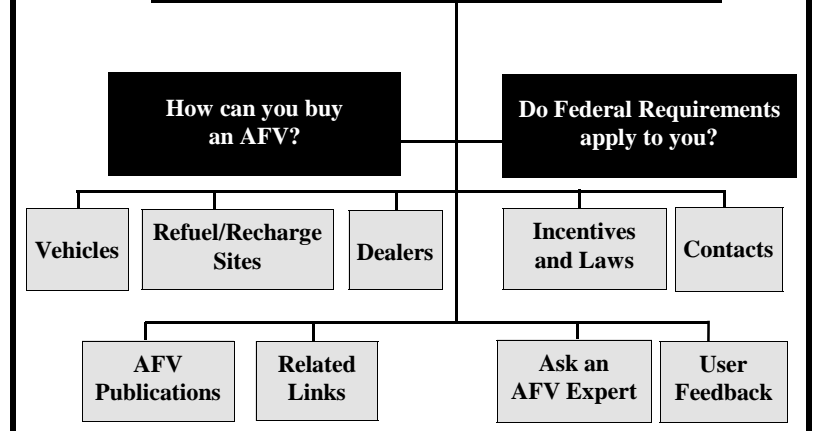 How can you buy
an AFV?
Do Federal Requirements
apply to you?
Vehicles
Refuel/Recharge
Sites
Dealers
Incentives
and Laws
Contacts
AFV
Publications
Related
Links
Ask an
AFV Expert
User
Feedback